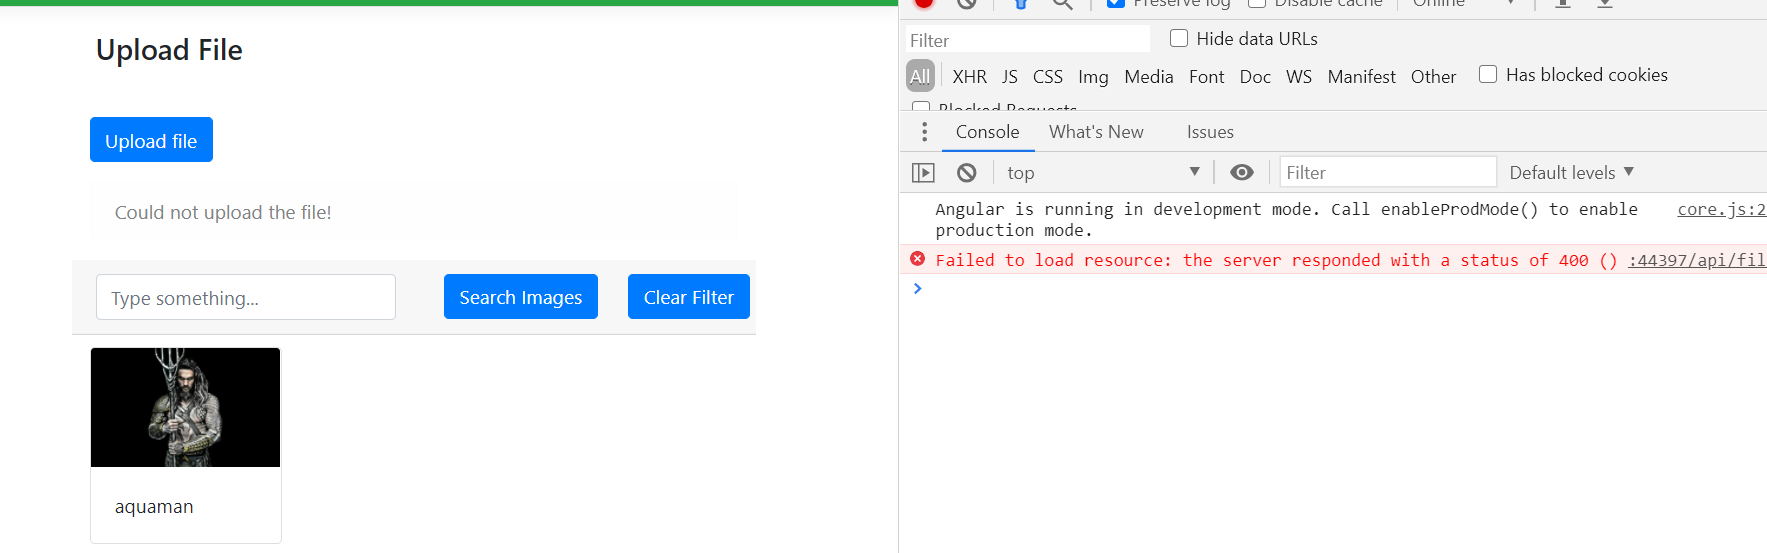 Upload File
Upload file
Could not upload the file!
Type something...
Search Images
Clear Filter
aquaman
Preserve log
Disable cache
Online
Filter
Hide data URLs
All
XHR
JS
CSS
Img
Media
Font
Doc
WS
Manifest
Other
Has blocked cookies
Blocked Requests
Console
What's New
Issues
top
Filter
Default levels
Angular is running in development mode. Call enableProdMode() to enable
core.js:2
production mode.
Failed to load resource: the server responded with a status of 400 ()
:44397/api/fil